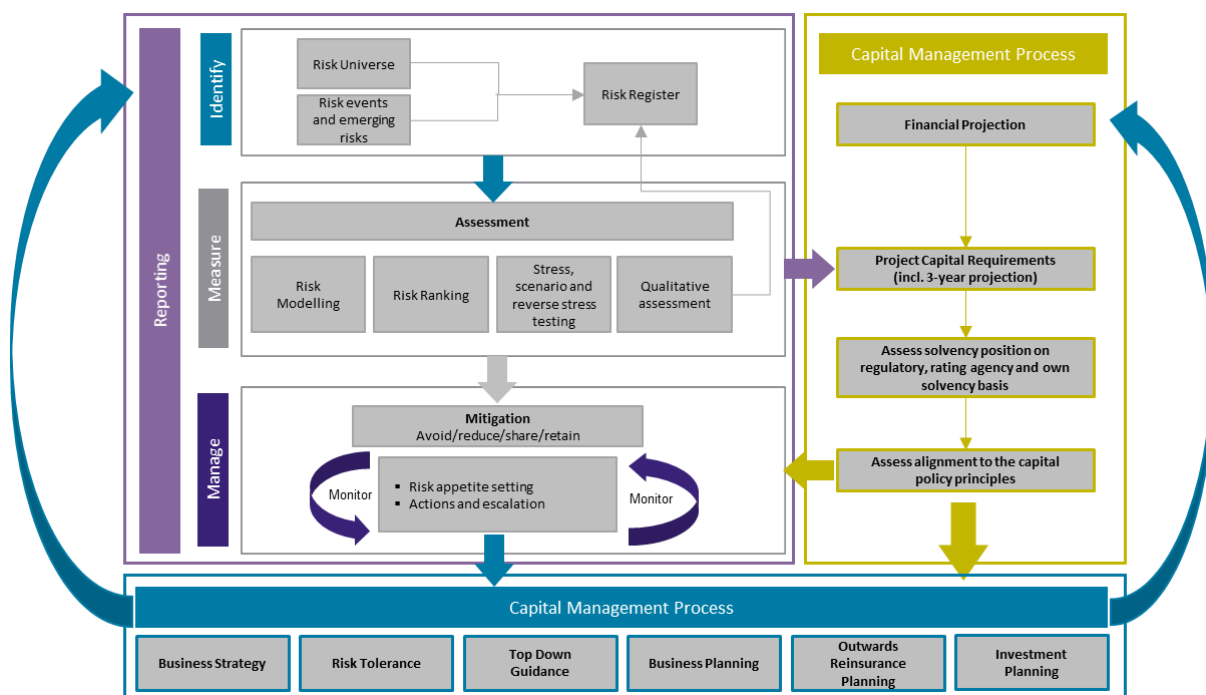 Reporting
Identify
Risk Universe
Risk events
and emerging
risks
Risk Register
Measure
Assessment
Risk
Modelling
Risk Ranking
Stress,
scenario and
reverse stress
testing
Qualitative
assessment
Manage
Mitigation
Avoid/reduce/share/retain
Monitor
▪ Risk appetite setting
▪ Actions and escalation
Monitor
Capital Management Process
Financial Projection
Project Capital Requirements
(incl. 3-year projection)
Assess solvency position on
regulatory, rating agency and own
solvency basis
Assess alignment to the capital
policy principles
Capital Management Process
Business Strategy
Risk Tolerance
Top Down
Guidance
Business Planning
Outwards
Reinsurance
Planning
Investment
Planning